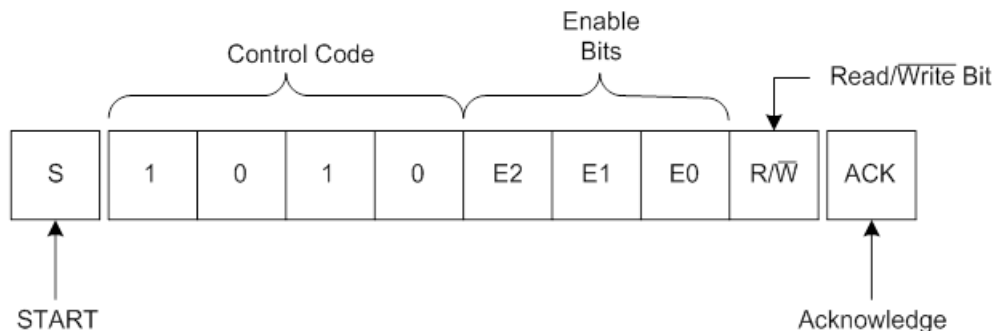 Enable
Bits
Control Code
Read/Write Bit
S 1 0 1 0 E2 E1 E0 R/W ACK
START
Acknowledge